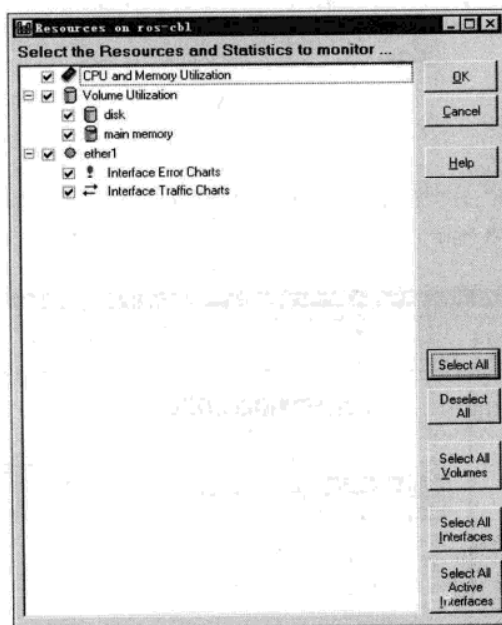 Resources on ros-cbl
Select the Resources and Statistics to monitor ...
CPU and Memory Utilization
Volume Utilization
disk
main memory
ether1
Interface Error Charts
Interface Traffic Charts
OK
Cancel
Help
Select All
Deselect
All
Select All
Volumes
Select All
Interfaces
Select All
Active
Interfaces